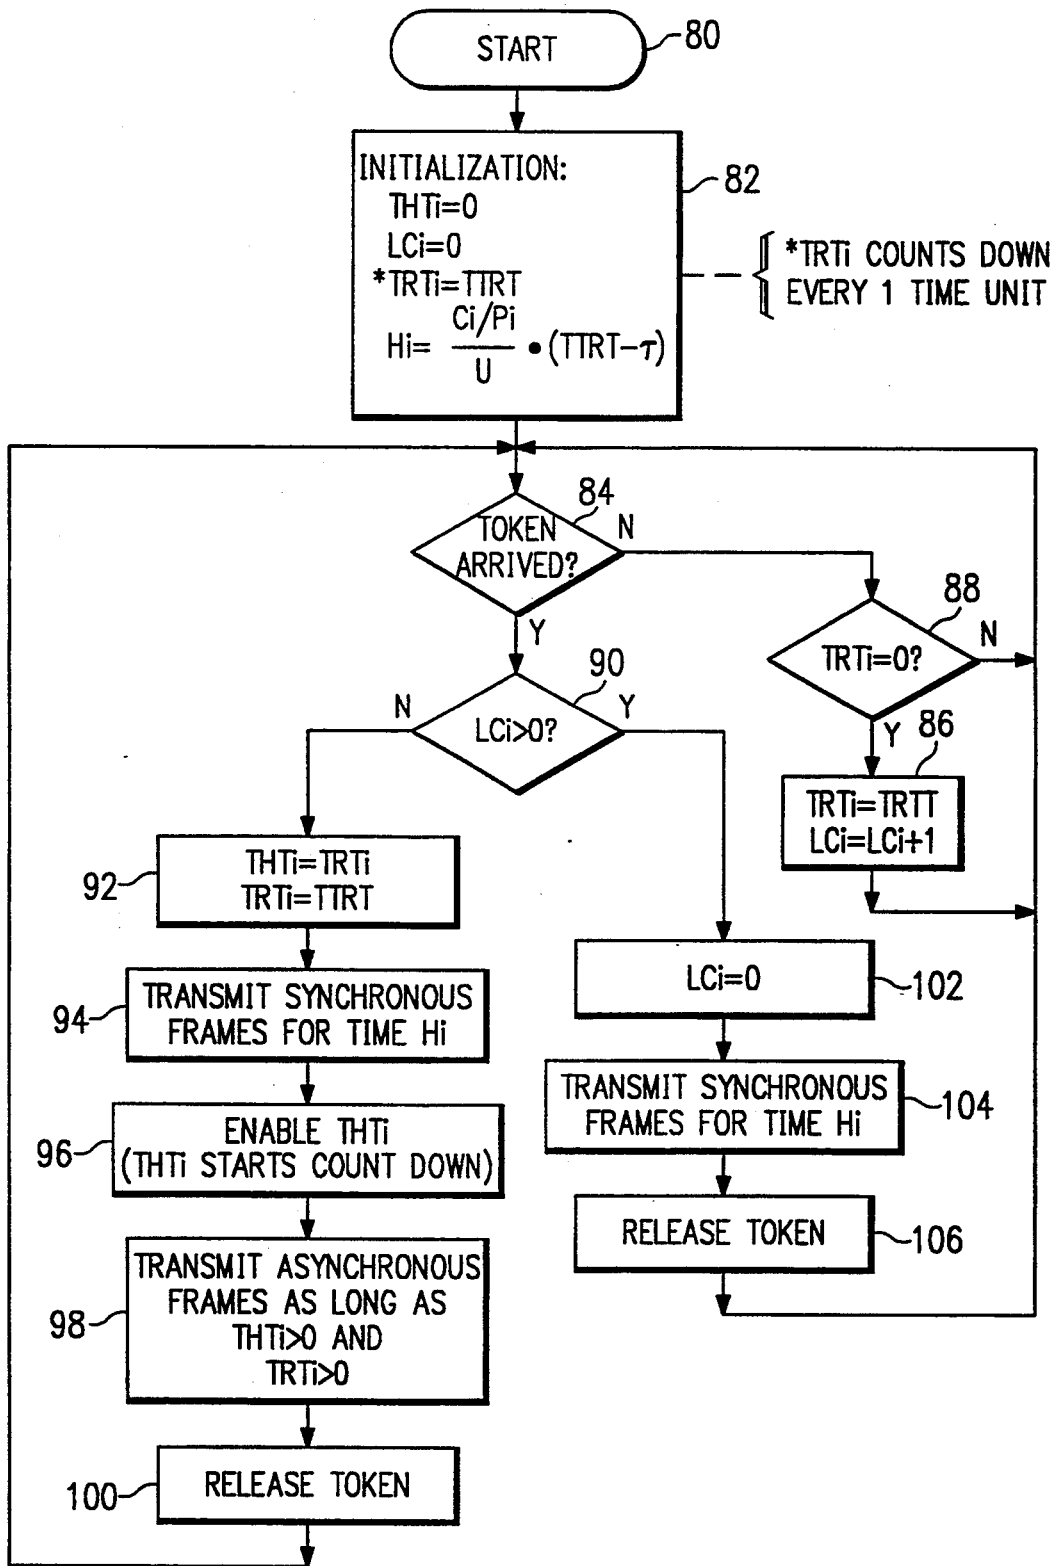 START
80
INITIALIZATION:
THTi=0
LCi=0
*TRTi=TTRT
Hi= Ci/Pi / U • (TTRT-τ)
82
*TRTi COUNTS DOWN
EVERY 1 TIME UNIT
TOKEN
ARRIVED?
84
N
Y
TRTi=0?
88
N
Y
LCi>0?
90
N
Y
86
TRTi=TRTT
LCi=LCi+1
92
THTi=TRTi
TRTi=TTRT
94
TRANSMIT SYNCHRONOUS
FRAMES FOR TIME Hi
96
ENABLE THTi
(THTi STARTS COUNT DOWN)
98
TRANSMIT ASYNCHRONOUS
FRAMES AS LONG AS
THTi>0 AND
TRTi>0
100
RELEASE TOKEN
LCi=0
102
TRANSMIT SYNCHRONOUS
FRAMES FOR TIME Hi
104
RELEASE TOKEN
106